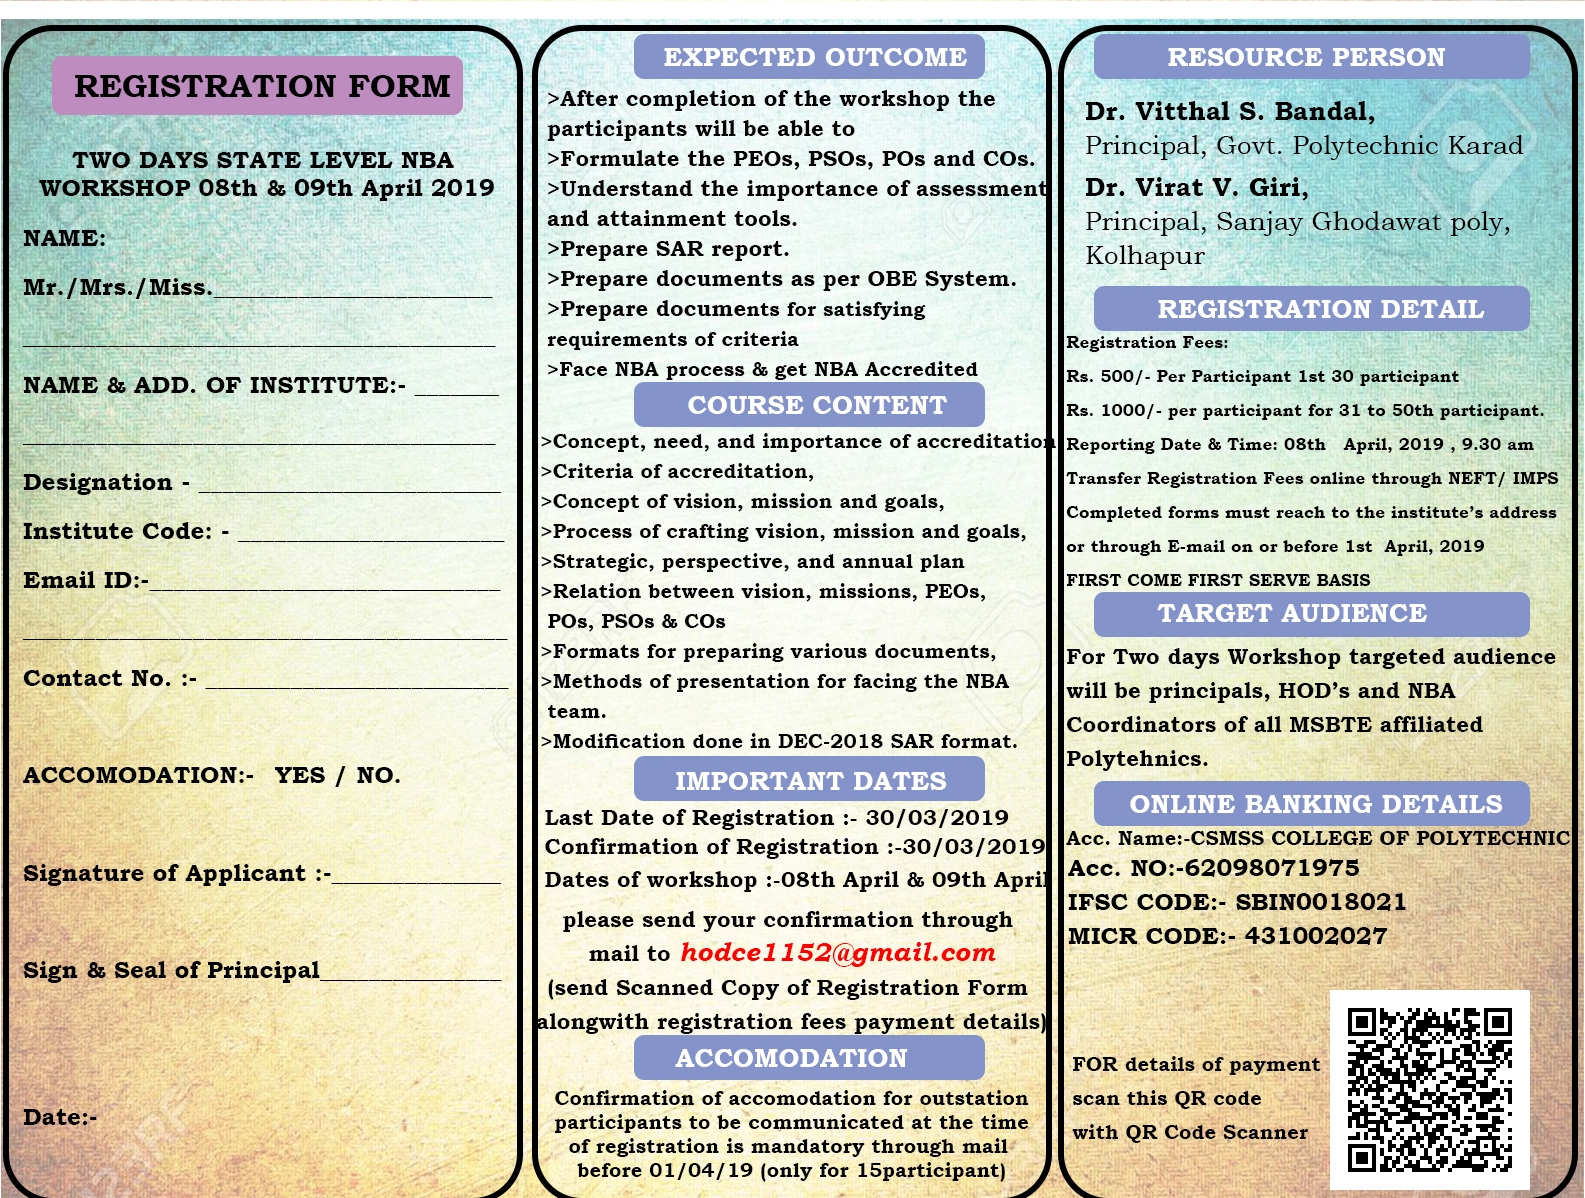 REGISTRATION FORM
TWO DAYS STATE LEVEL NBA
WORKSHOP 08th & 09th April 2019
NAME:
Mr./Mrs./Miss._______________________
_______________________________________
NAME & ADD. OF INSTITUTE:- _______
_______________________________________
Designation - _________________________
Institute Code: - ______________________
Email ID:-_____________________________
________________________________________
Contact No. :- _________________________
ACCOMODATION:- YES / NO.
Signature of Applicant :-______________
Sign & Seal of Principal_______________
Date:-
EXPECTED OUTCOME
>After completion of the workshop the
participants will be able to
>Formulate the PEOs, PSOs, POs and COs.
>Understand the importance of assessment
and attainment tools.
>Prepare SAR report.
>Prepare documents as per OBE System.
>Prepare documents for satisfying
requirements of criteria
>Face NBA process & get NBA Accredited
COURSE CONTENT
>Concept, need, and importance of accreditation
>Criteria of accreditation,
>Concept of vision, mission and goals,
>Process of crafting vision, mission and goals,
>Strategic, perspective, and annual plan
>Relation between vision, missions, PEOs,
POs, PSOs & COs
>Formats for preparing various documents,
>Methods of presentation for facing the NBA
team.
>Modification done in DEC-2018 SAR format.
IMPORTANT DATES
Last Date of Registration :- 30/03/2019
Confirmation of Registration :-30/03/2019
Dates of workshop :-08th April & 09th April
please send your confirmation through
mail to hodce1152@gmail.com
(send Scanned Copy of Registration Form
alongwith registration fees payment details)
ACCOMODATION
Confirmation of accomodation for outstation
participants to be communicated at the time
of registration is mandatory through mail
before 01/04/19 (only for 15participant)
RESOURCE PERSON
Dr. Vitthal S. Bandal,
Principal, Govt. Polytechnic Karad
Dr. Virat V. Giri,
Principal, Sanjay Ghodawat poly,
Kolhapur
REGISTRATION DETAIL
Registration Fees:
Rs. 500/- Per Participant 1st 30 participant
Rs. 1000/- per participant for 31 to 50th participant.
Reporting Date & Time: 08th April, 2019 , 9.30 am
Transfer Registration Fees online through NEFT/ IMPS
Completed forms must reach to the institute's address
or through E-mail on or before 1st April, 2019
FIRST COME FIRST SERVE BASIS
TARGET AUDIENCE
For Two days Workshop targeted audience
will be principals, HOD's and NBA
Coordinators of all MSBTE affiliated
Polytehnics.
ONLINE BANKING DETAILS
Acc. Name:-CSMSS COLLEGE OF POLYTECHNIC
Acc. NO:-62098071975
IFSC CODE:- SBIN0018021
MICR CODE:- 431002027
FOR details of payment
scan this QR code
with QR Code Scanner